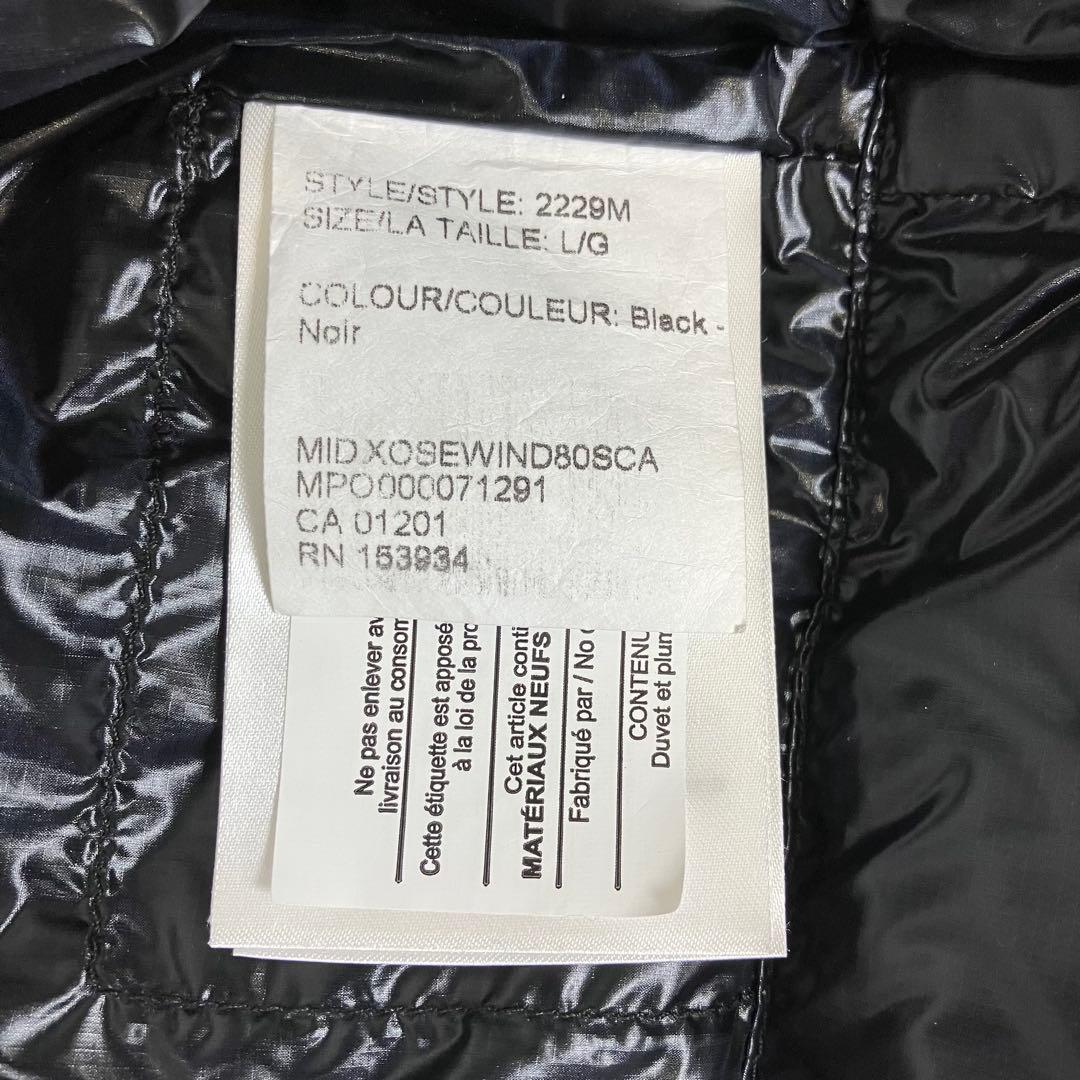 STYLE/STYLE: 2229M
SIZE/LA TAILLE: L/G
COLOUR/COULEUR: Black -
Noir
MID XOSEWIND80SCA
MPO000071291
CA 01201
RN 153934
Ne pas enlever av
livraison au consom
Cette étiquette est apposé
à la loi de la pro
Cet article conti
MATÉRIAUX NEUFS
Fabriqué par / No
CONTENU
Duvet et plum